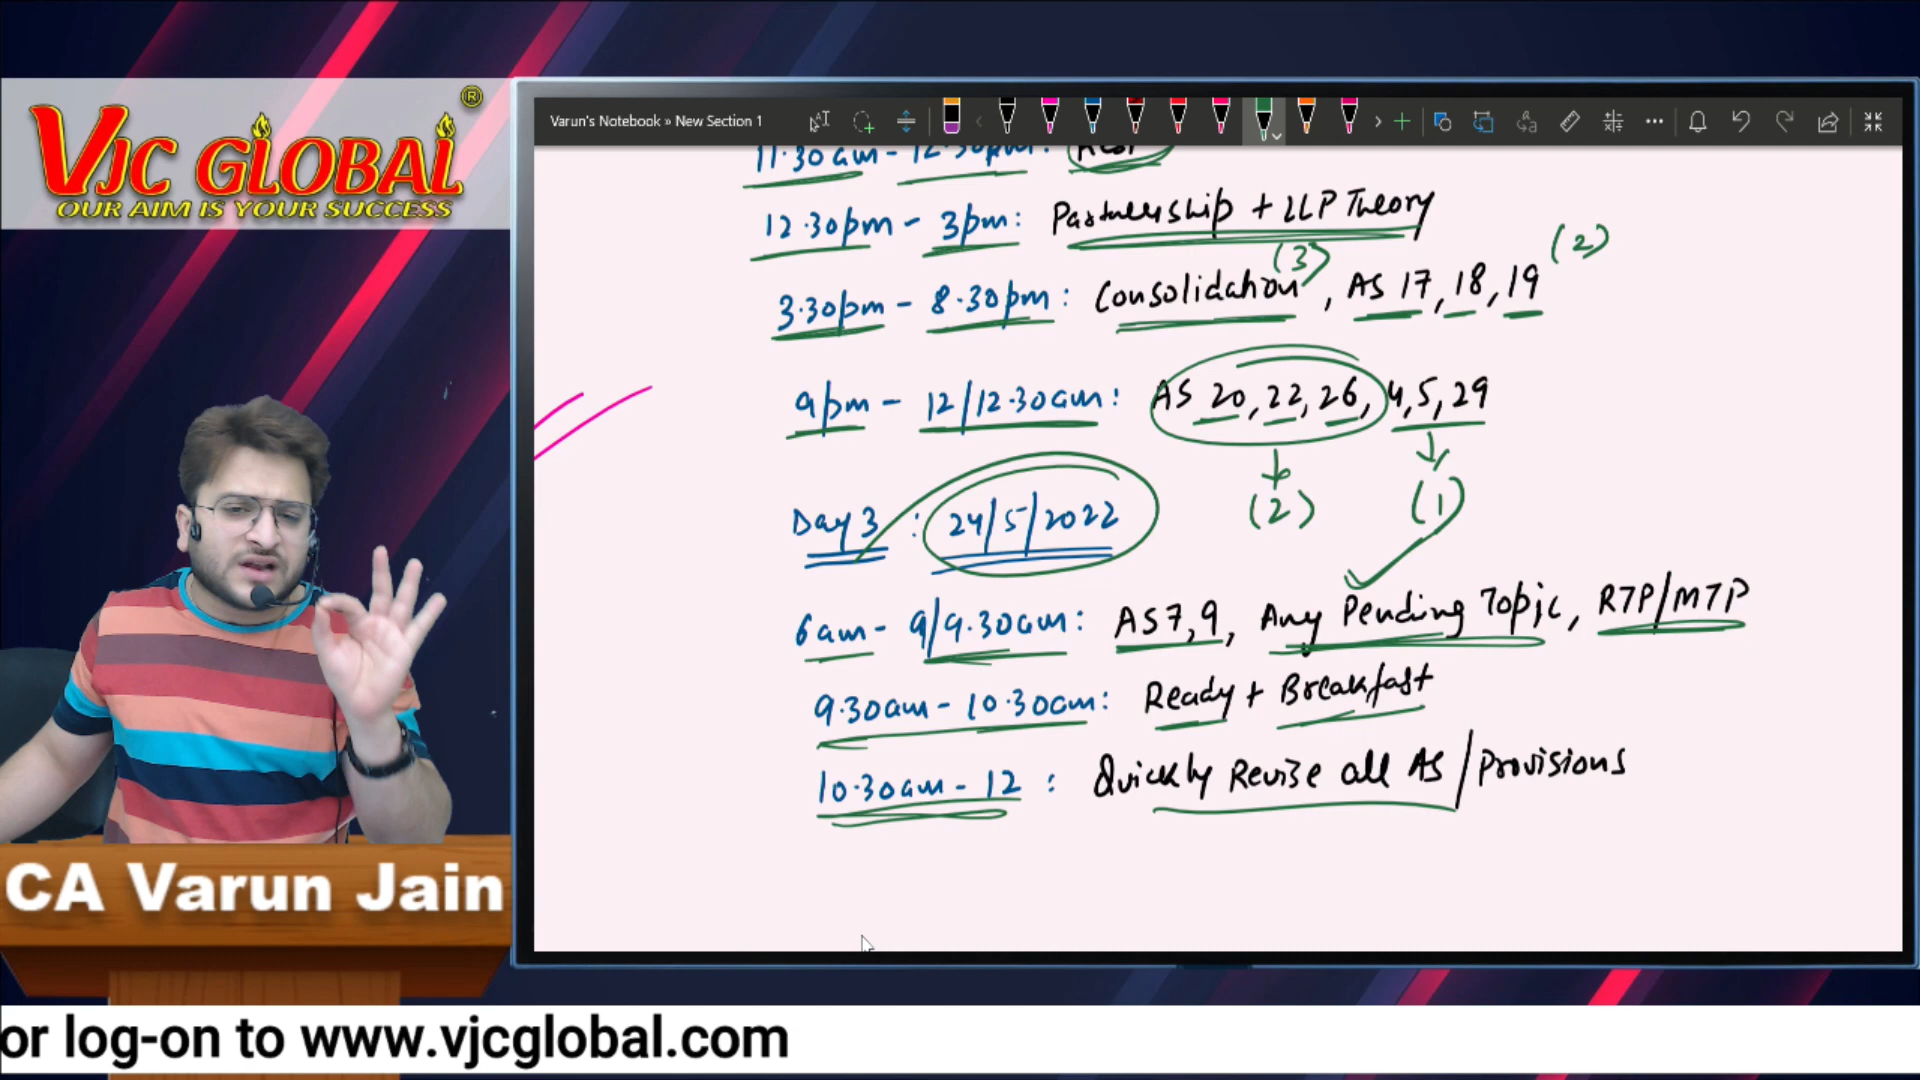 VJC GLOBAL®
OUR AIM IS YOUR SUCCESS
Varun's Notebook » New Section 1
11.30am - 12.30pm:
12.30pm - 3pm: Partnership + LLP Theory
3.30pm - 8.30pm: Consolidation (3), AS 17, 18, 19 (2)
9pm - 12/12.30am: AS 20, 22, 26, 4, 5, 29
(2) (1)
Day 3 : 24/5/2022
6am - 9/9.30am: AS 7, 9, Any Pending Topic, RTP/MTP
9.30am - 10.30am: Ready + Breakfast
10.30am - 12 : Quickly Revise all AS/Provisions
CA Varun Jain
or log-on to www.vjcglobal.com